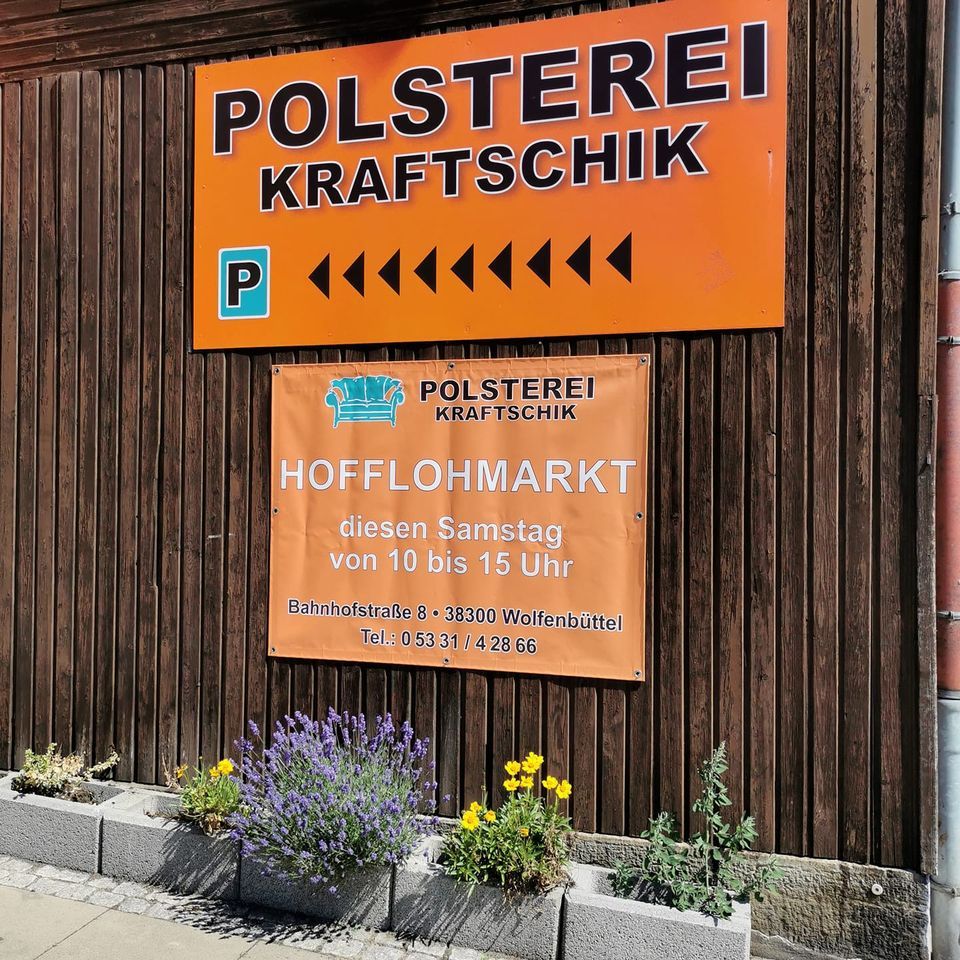 POLSTEREI
KRAFTSCHIK
P
POLSTEREI
KRAFTSCHIK
HOFFLOHMARKT
diesen Samstag
von 10 bis 15 Uhr
Bahnhofstraße 8 • 38300 Wolfenbüttel
Tel.: 0 53 31 / 4 28 66